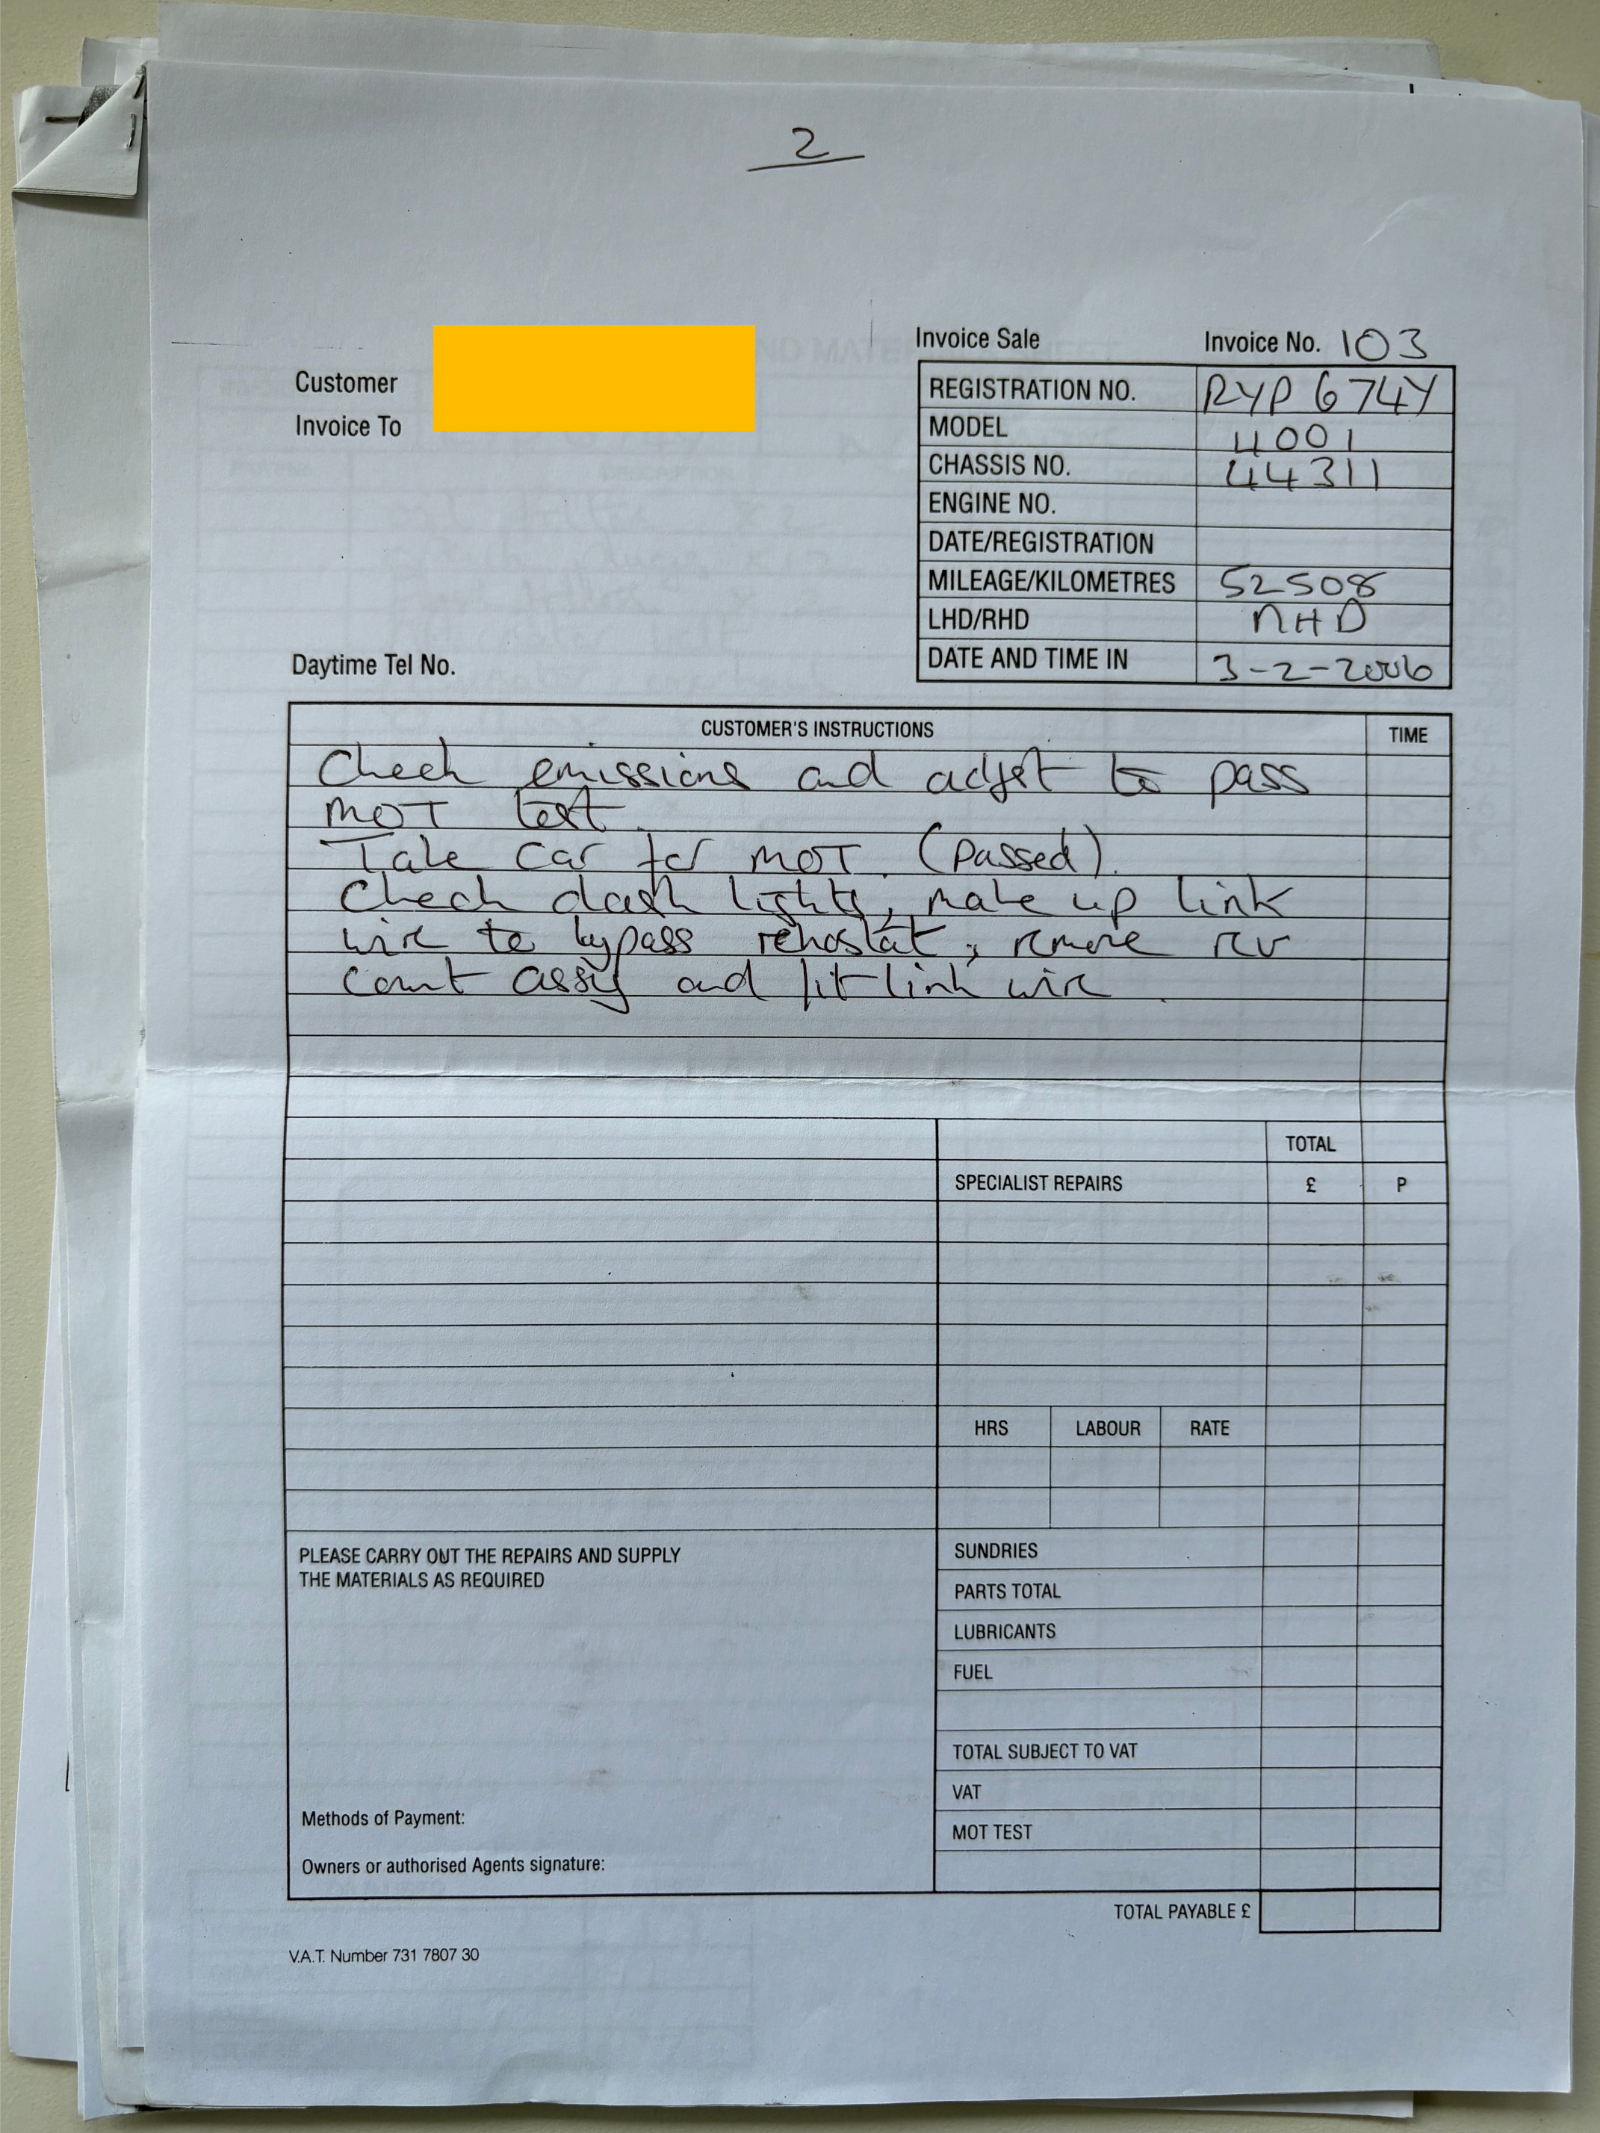 2
Invoice Sale
Invoice No. 103
Customer
Invoice To
REGISTRATION NO. RYP 674Y
MODEL 4001
CHASSIS NO. 44311
ENGINE NO.
DATE/REGISTRATION
MILEAGE/KILOMETRES 52508
LHD/RHD RHD
DATE AND TIME IN 3-2-2006
Daytime Tel No.
CUSTOMER'S INSTRUCTIONS TIME
Check emissions and adjst to pass
MOT test.
Take car for MOT. (passed).
Check dash lights, make up link
wire to bypass rehostat, remove rev
count assy and fit link wire.
TOTAL
SPECIALIST REPAIRS £ P
HRS LABOUR RATE
PLEASE CARRY OUT THE REPAIRS AND SUPPLY
THE MATERIALS AS REQUIRED
SUNDRIES
PARTS TOTAL
LUBRICANTS
FUEL
TOTAL SUBJECT TO VAT
VAT
MOT TEST
Methods of Payment:
Owners or authorised Agents signature:
TOTAL PAYABLE £
V.A.T. Number 731 7807 30